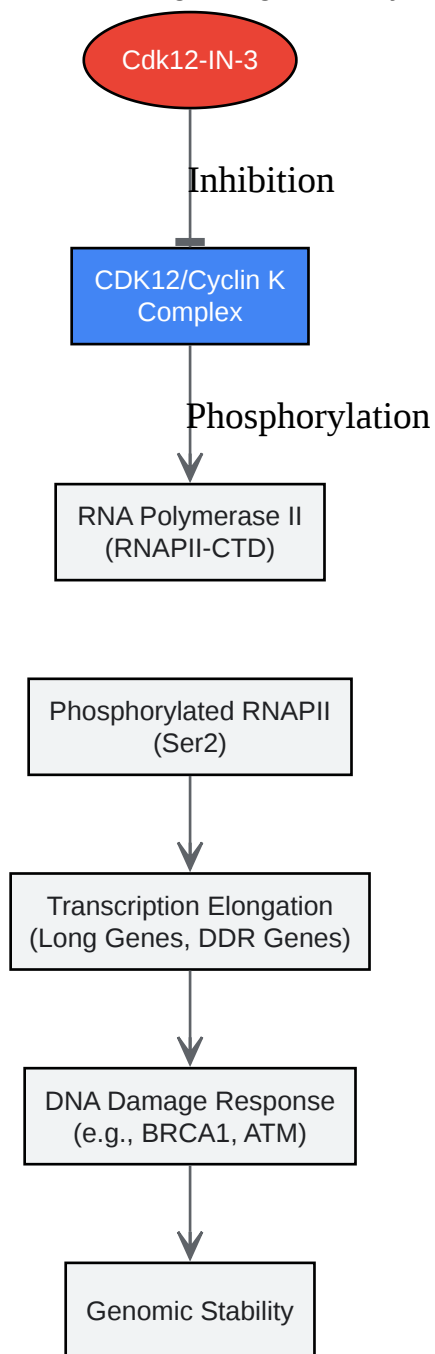 Cdk12-IN-3
Inhibition
CDK12/Cyclin K
Complex
Phosphorylation
RNA Polymerase II
(RNAPII-CTD)
Phosphorylated RNAPII
(Ser2)
Transcription Elongation
(Long Genes, DDR Genes)
DNA Damage Response
(e.g., BRCA1, ATM)
Genomic Stability